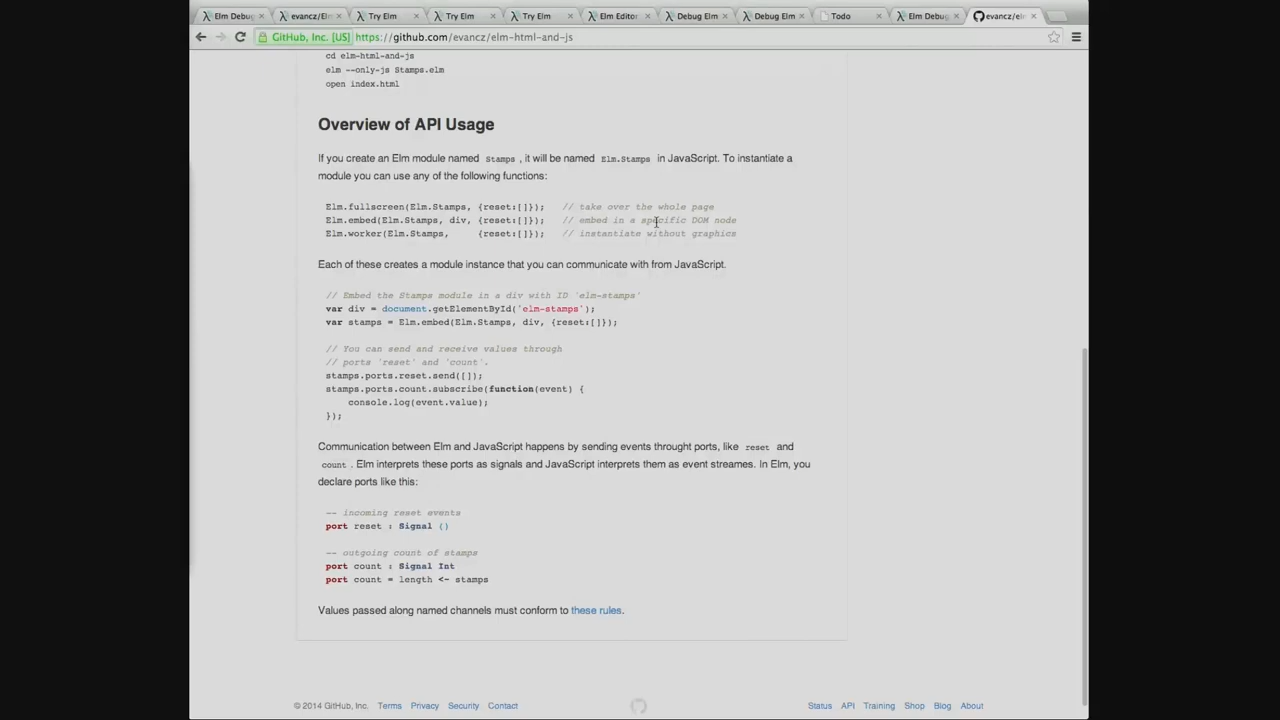 Elm Debug
evancz/Elm
Try Elm
Try Elm
Try Elm
Elm Editor
Debug Elm
Debug Elm
Todo
Elm Debug
evancz/elm
GitHub, Inc. [US] https://github.com/evancz/elm-html-and-js
cd elm-html-and-js
elm --only-js Stamps.elm
open index.html
Overview of API Usage
If you create an Elm module named Stamps , it will be named Elm.Stamps in JavaScript. To instantiate a
module you can use any of the following functions:
Elm.fullscreen(Elm.Stamps, {reset:[]}); // take over the whole page
Elm.embed(Elm.Stamps, div, {reset:[]}); // embed in a specific DOM node
Elm.worker(Elm.Stamps, {reset:[]}); // instantiate without graphics
Each of these creates a module instance that you can communicate with from JavaScript.
// Embed the Stamps module in a div with ID 'elm-stamps'
var div = document.getElementById('elm-stamps');
var stamps = Elm.embed(Elm.Stamps, div, {reset:[]});
// You can send and receive values through
// ports 'reset' and 'count'.
stamps.ports.reset.send([]);
stamps.ports.count.subscribe(function(event) {
console.log(event.value);
});
Communication between Elm and JavaScript happens by sending events throught ports, like reset and
count . Elm interprets these ports as signals and JavaScript interprets them as event streames. In Elm, you
declare ports like this:
-- incoming reset events
port reset : Signal ()
-- outgoing count of stamps
port count : Signal Int
port count = length <~ stamps
Values passed along named channels must conform to these rules.
© 2014 GitHub, Inc. Terms Privacy Security Contact
Status API Training Shop Blog About